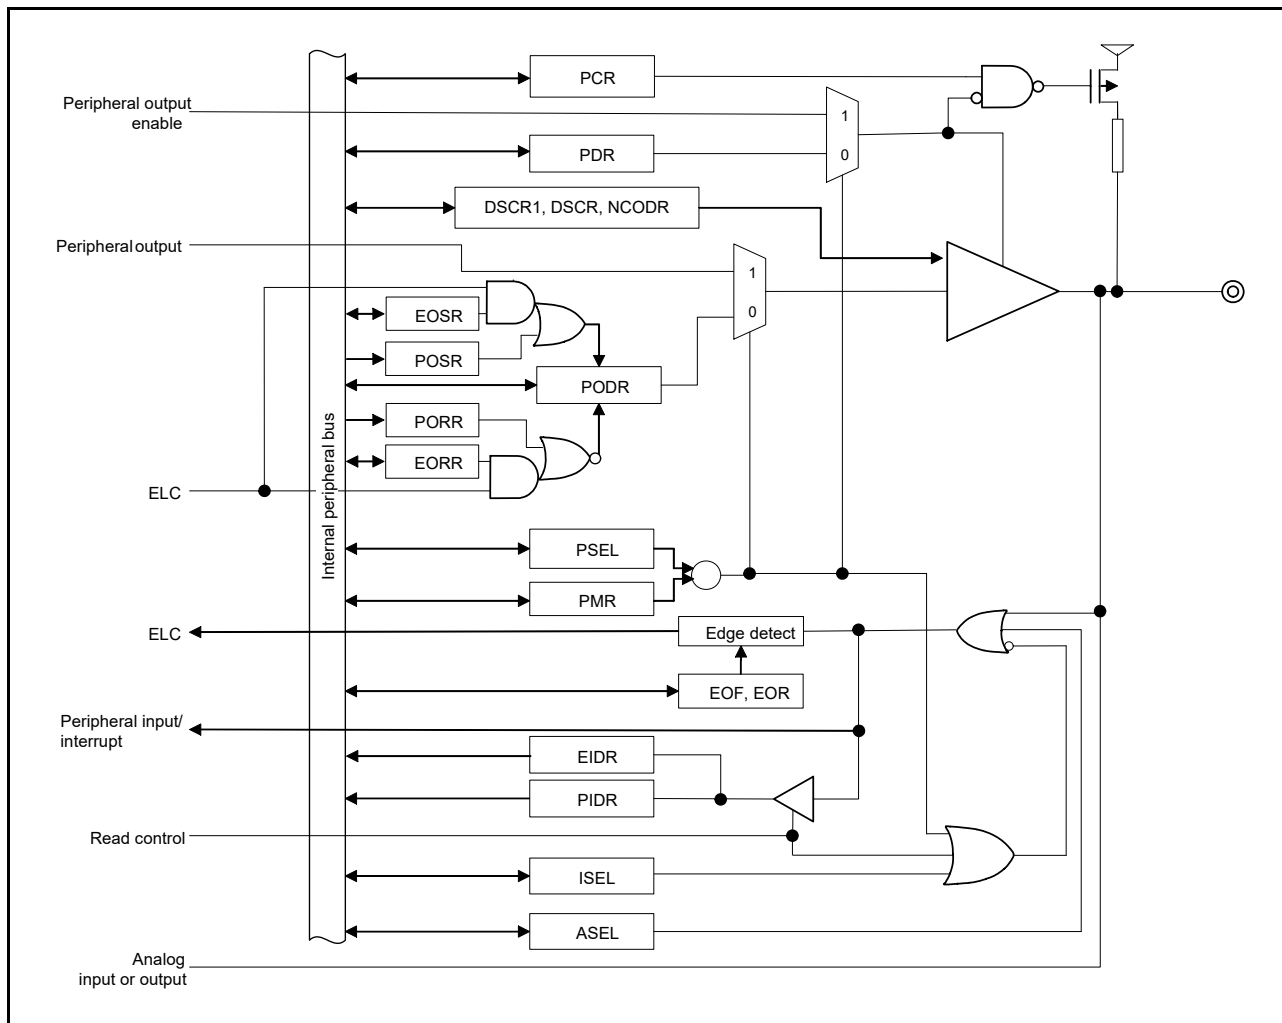 PCR
Peripheral output
enable
1
PDR
0
DSCR1, DSCR, NCODR
Peripheral output
1
EOSR
0
POSR
PODR
PORR
EORR
Internal peripheral bus
ELC
PSEL
PMR
ELC
Edge detect
EOF, EOR
Peripheral input/
interrupt
EIDR
PIDR
Read control
ISEL
ASEL
Analog
input or output